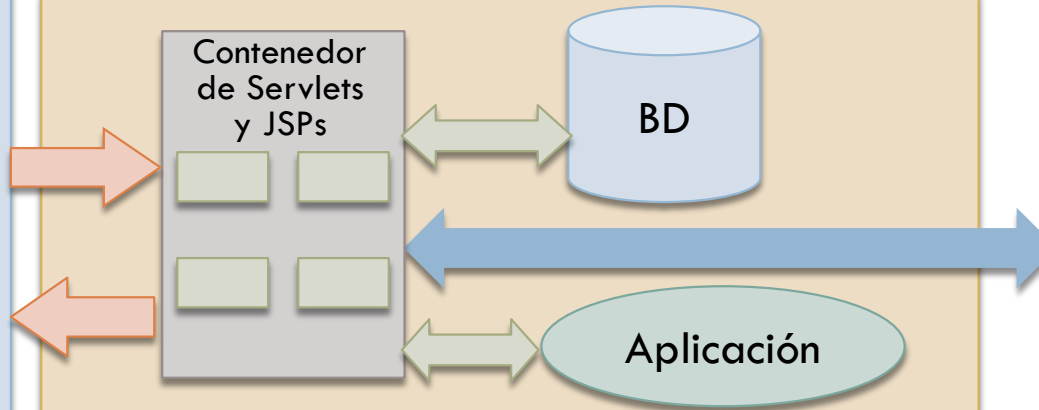 Contenedor
de Servlets
y JSPs
BD
Aplicación